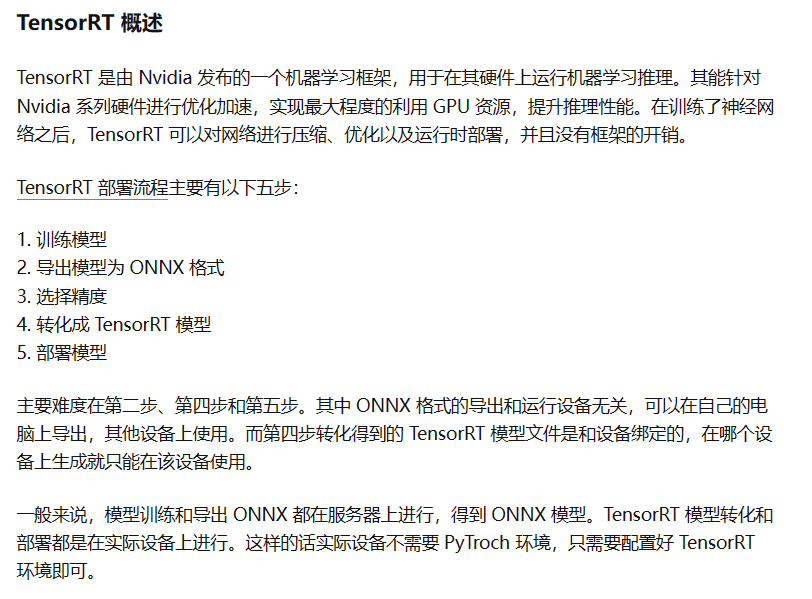 TensorRT 概述
TensorRT 是由 Nvidia 发布的一个机器学习框架，用于在其硬件上运行机器学习推理。其能针对
Nvidia 系列硬件进行优化加速，实现最大程度的利用 GPU 资源，提升推理性能。在训练了神经网
络之后，TensorRT 可以对网络进行压缩、优化以及运行时部署，并且没有框架的开销。
TensorRT 部署流程主要有以下五步：
1. 训练模型
2. 导出模型为 ONNX 格式
3. 选择精度
4. 转化成 TensorRT 模型
5. 部署模型
主要难度在第二步、第四步和第五步。其中 ONNX 格式的导出和运行设备无关，可以在自己的电
脑上导出，其他设备上使用。而第四步转化得到的 TensorRT 模型文件是和设备绑定的，在哪个设
备上生成就只能在该设备使用。
一般来说，模型训练和导出 ONNX 都在服务器上进行，得到 ONNX 模型。TensorRT 模型转化和
部署都是在实际设备上进行。这样的话实际设备不需要 PyTroch 环境，只需要配置好 TensorRT
环境即可。